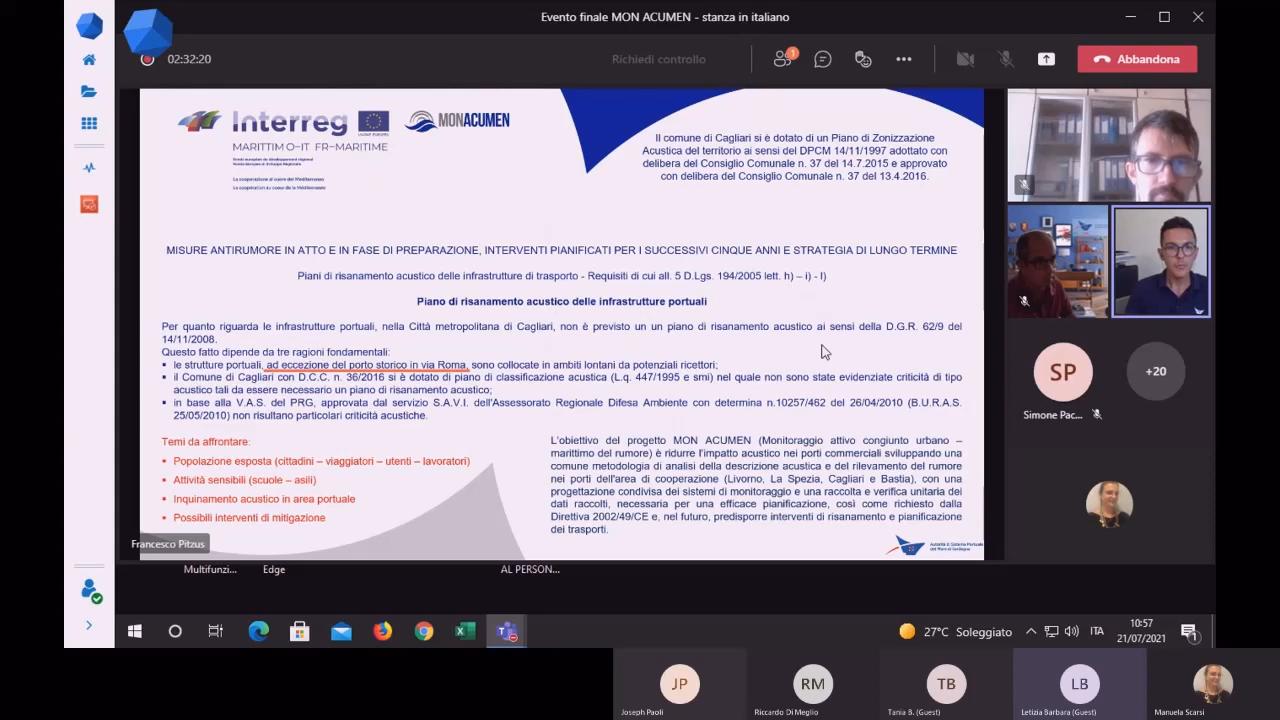 Evento finale MON ACUMEN - stanza in italiano
02:32:20
Richiedi controllo
1
Abbandona
Interreg
MARITTIMO-IT FR-MARITIME
MONACUMEN
Il comune di Cagliari si è dotato di un Piano di Zonizzazione
Acustica del territorio ai sensi del DPCM 14/11/1997 adottato con
delibera del Consiglio Comunale n. 37 del 14.7.2015 e approvato
con delibera del Consiglio Comunale n. 37 del 13.4.2016.
MISURE ANTIRUMORE IN ATTO E IN FASE DI PREPARAZIONE, INTERVENTI PIANIFICATI PER I SUCCESSIVI CINQUE ANNI E STRATEGIA DI LUNGO TERMINE
Piani di risanamento acustico delle infrastrutture di trasporto - Requisiti di cui all. 5 D.Lgs. 194/2005 lett. h) – i) - l)
Piano di risanamento acustico delle infrastrutture portuali
Per quanto riguarda le infrastrutture portuali, nella Città metropolitana di Cagliari, non è previsto un un piano di risanamento acustico ai sensi della D.G.R. 62/9 del
14/11/2008.
Questo fatto dipende da tre ragioni fondamentali:
▪ le strutture portuali, ad eccezione del porto storico in via Roma, sono collocate in ambiti lontani da potenziali ricettori;
▪ il Comune di Cagliari con D.C.C. n. 36/2016 si è dotato di piano di classificazione acustica (L.q. 447/1995 e smi) nel quale non sono state evidenziate criticità di tipo
acustico tali da essere necessario un piano di risanamento acustico;
▪ in base alla V.A.S. del PRG, approvata dal servizio S.A.V.I. dell'Assessorato Regionale Difesa Ambiente con determina n.10257/462 del 26/04/2010 (B.U.R.A.S.
25/05/2010) non risultano particolari criticità acustiche.
Temi da affrontare:
▪ Popolazione esposta (cittadini – viaggiatori – utenti – lavoratori)
▪ Attività sensibili (scuole – asili)
▪ Inquinamento acustico in area portuale
▪ Possibili interventi di mitigazione
L'obiettivo del progetto MON ACUMEN (Monitoraggio attivo congiunto urbano –
marittimo del rumore) è ridurre l'impatto acustico nei porti commerciali sviluppando una
comune metodologia di analisi della descrizione acustica e del rilevamento del rumore
nei porti dell'area di cooperazione (Livorno, La Spezia, Cagliari e Bastia), con una
progettazione condivisa dei sistemi di monitoraggio e una raccolta e verifica unitaria dei
dati raccolti, necessaria per una efficace pianificazione, così come richiesto dalla
Direttiva 2002/49/CE e, nel futuro, predisporre interventi di risanamento e pianificazione
dei trasporti.
Francesco Pitzus
SP
+20
Simone Pac...
Multifunzi...
Edge
AL PERSON...
27°C Soleggiato
ITA
10:57
21/07/2021
1
JP
RM
TB
LB
Joseph Paoli
Riccardo Di Meglio
Tania B. (Guest)
Letizia Barbara (Guest)
Manuela Scarsi